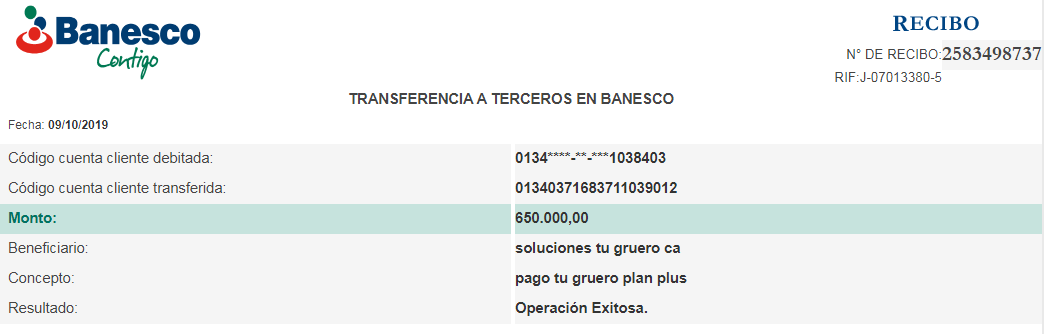 Banesco
Contigo
RECIBO
N° DE RECIBO:2583498737
RIF:J-07013380-5
TRANSFERENCIA A TERCEROS EN BANESCO
Fecha: 09/10/2019
Código cuenta cliente debitada: 0134****-**-***1038403
Código cuenta cliente transferida: 01340371683711039012
Monto: 650.000,00
Beneficiario: soluciones tu gruero ca
Concepto: pago tu gruero plan plus
Resultado: Operación Exitosa.